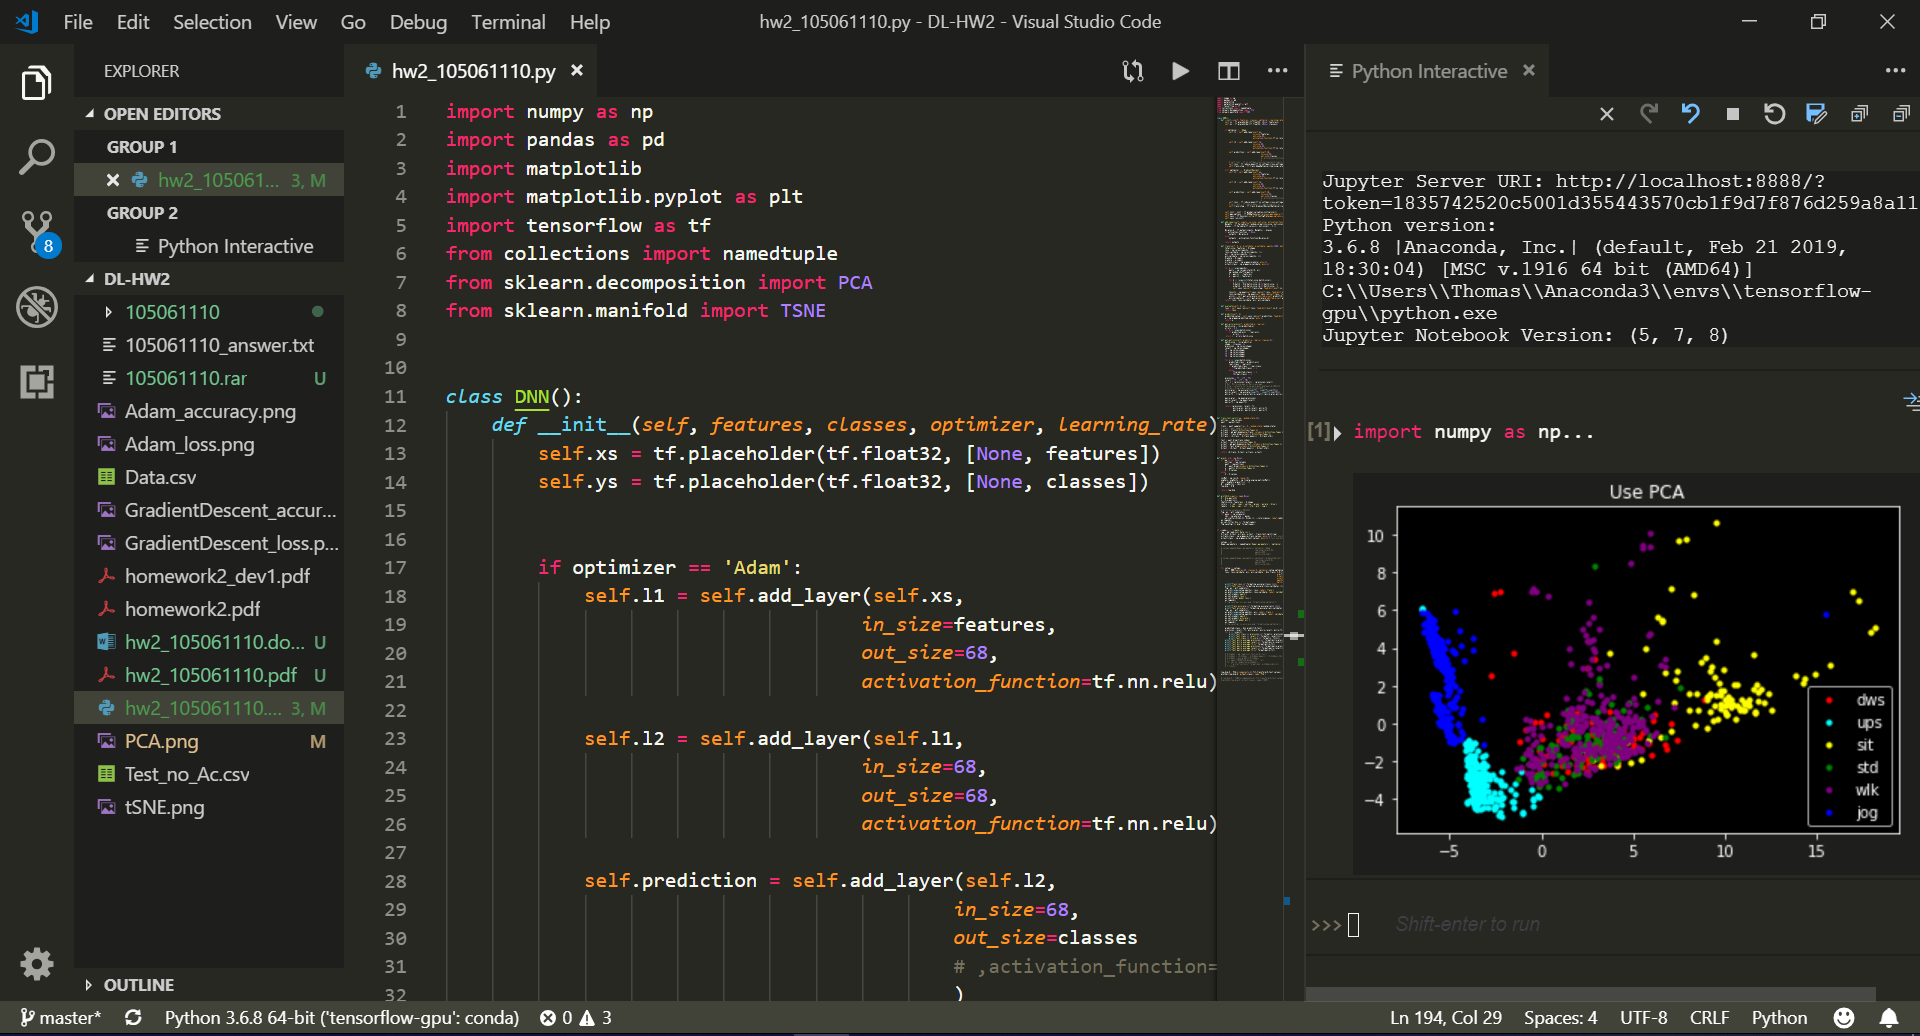 File Edit Selection View Go Debug Terminal Help
hw2_105061110.py - DL-HW2 - Visual Studio Code
EXPLORER
OPEN EDITORS
GROUP 1
hw2_105061... 3, M
GROUP 2
Python Interactive
DL-HW2
105061110
105061110_answer.txt
105061110.rar U
Adam_accuracy.png
Adam_loss.png
Data.csv
GradientDescent_accur...
GradientDescent_loss.p...
homework2_dev1.pdf
homework2.pdf
hw2_105061110.do... U
hw2_105061110.pdf U
hw2_105061110.... 3, M
PCA.png M
Test_no_Ac.csv
tSNE.png
OUTLINE
8
hw2_105061110.py
1 import numpy as np
2 import pandas as pd
3 import matplotlib
4 import matplotlib.pyplot as plt
5 import tensorflow as tf
6 from collections import namedtuple
7 from sklearn.decomposition import PCA
8 from sklearn.manifold import TSNE
9
10
11 class DNN():
12 def __init__(self, features, classes, optimizer, learning_rate)
13 self.xs = tf.placeholder(tf.float32, [None, features])
14 self.ys = tf.placeholder(tf.float32, [None, classes])
15
16
17 if optimizer == 'Adam':
18 self.l1 = self.add_layer(self.xs,
19 in_size=features,
20 out_size=68,
21 activation_function=tf.nn.relu)
22
23 self.l2 = self.add_layer(self.l1,
24 in_size=68,
25 out_size=68,
26 activation_function=tf.nn.relu)
27
28 self.prediction = self.add_layer(self.l2,
29 in_size=68,
30 out_size=classes
31 # ,activation_function=
32 )
Python Interactive
Jupyter Server URI: http://localhost:8888/?
token=1835742520c5001d355443570cb1f9d7f876d259a8a11
Python version:
3.6.8 |Anaconda, Inc.| (default, Feb 21 2019,
18:30:04) [MSC v.1916 64 bit (AMD64)]
C:\\Users\\Thomas\\Anaconda3\\envs\\tensorflow-
gpu\\python.exe
Jupyter Notebook Version: (5, 7, 8)
[1] import numpy as np...
Use PCA
10
8
6
4
2
0
−2
−4
−5 0 5 10 15
dws
ups
sit
std
wlk
jog
>>> Shift-enter to run
master* Python 3.6.8 64-bit ('tensorflow-gpu': conda) 0 3 Ln 194, Col 29 Spaces: 4 UTF-8 CRLF Python